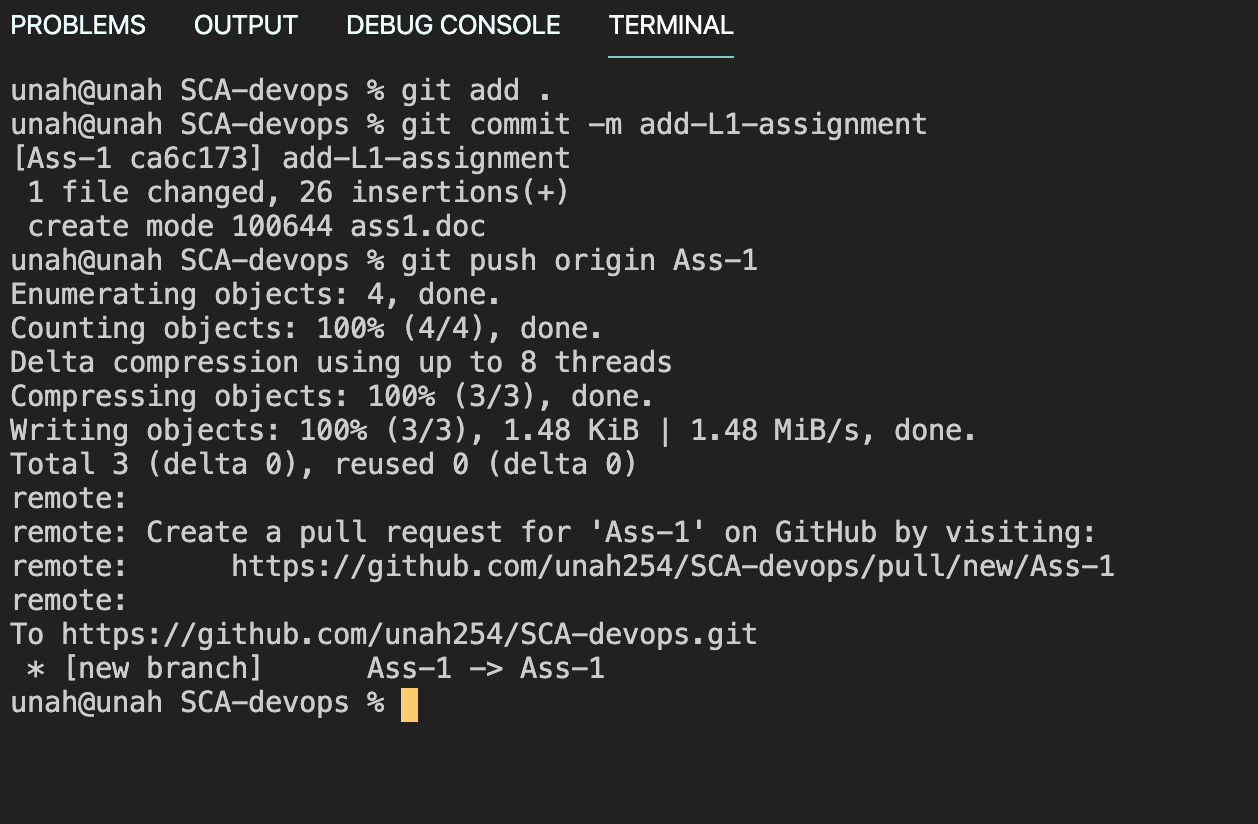 PROBLEMS OUTPUT DEBUG CONSOLE TERMINAL
unah@unah SCA-devops % git add .
unah@unah SCA-devops % git commit -m add-L1-assignment
[Ass-1 ca6c173] add-L1-assignment
 1 file changed, 26 insertions(+)
 create mode 100644 ass1.doc
unah@unah SCA-devops % git push origin Ass-1
Enumerating objects: 4, done.
Counting objects: 100% (4/4), done.
Delta compression using up to 8 threads
Compressing objects: 100% (3/3), done.
Writing objects: 100% (3/3), 1.48 KiB | 1.48 MiB/s, done.
Total 3 (delta 0), reused 0 (delta 0)
remote:
remote: Create a pull request for 'Ass-1' on GitHub by visiting:
remote:      https://github.com/unah254/SCA-devops/pull/new/Ass-1
remote:
To https://github.com/unah254/SCA-devops.git
 * [new branch]      Ass-1 -> Ass-1
unah@unah SCA-devops %